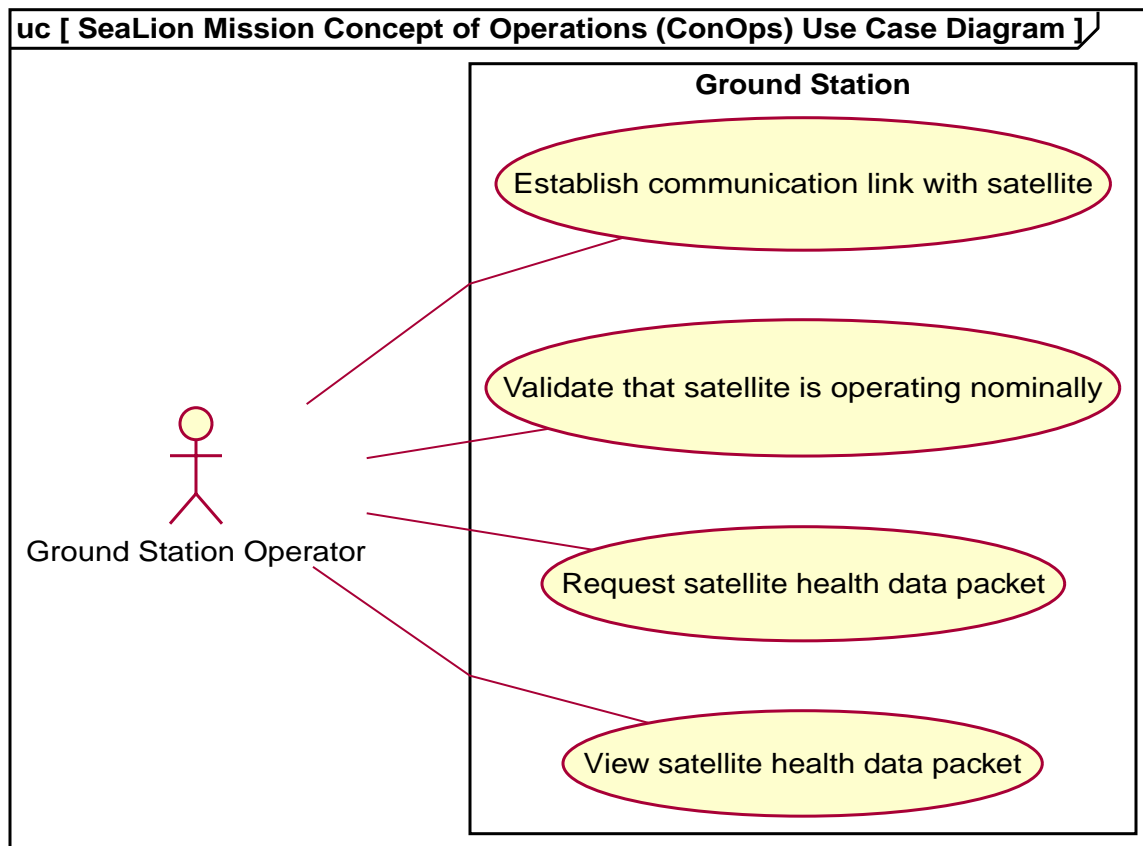 uc [ SeaLion Mission Concept of Operations (ConOps) Use Case Diagram ]
Ground Station
Establish communication link with satellite
Validate that satellite is operating nominally
Ground Station Operator
Request satellite health data packet
View satellite health data packet